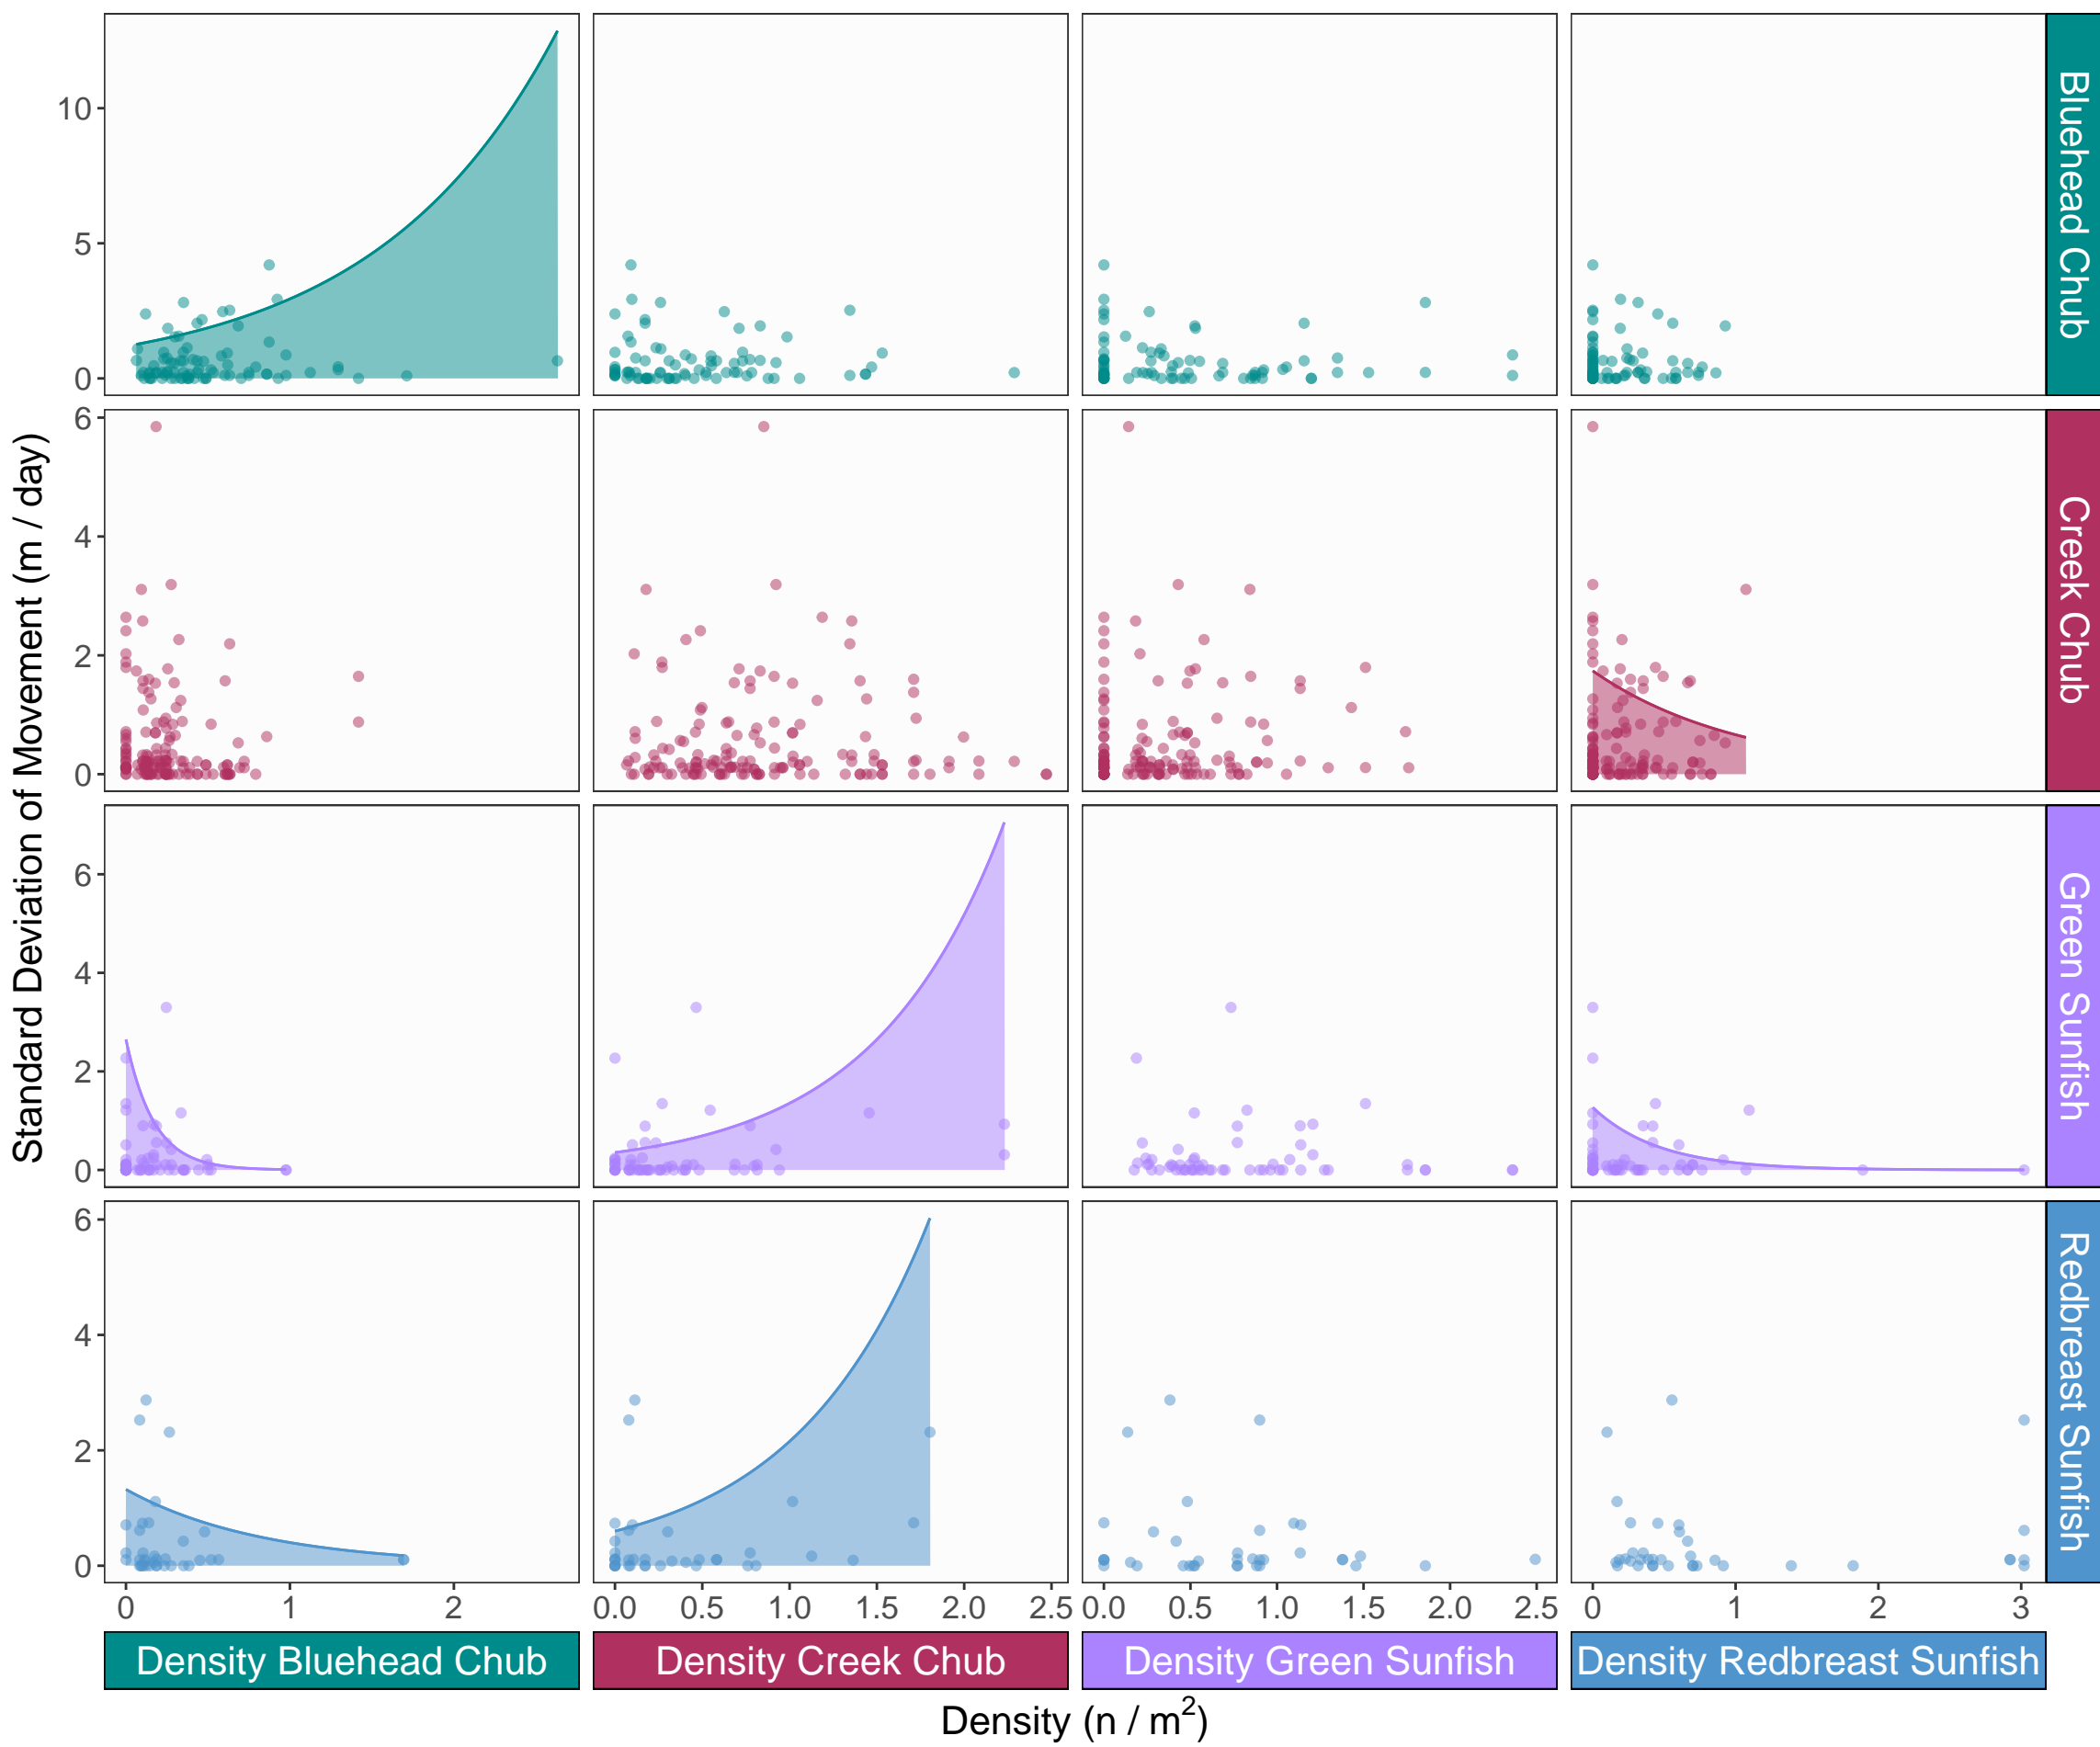 Standard Deviation of Movement (m / day)
10
5
0
Bluehead Chub
6
4
2
0
Creek Chub
6
4
2
0
Green Sunfish
6
4
2
0
Redbreast Sunfish
0 1 2
0.0 0.5 1.0 1.5 2.0 2.5
0.0 0.5 1.0 1.5 2.0 2.5
0 1 2 3
Density Bluehead Chub
Density Creek Chub
Density Green Sunfish
Density Redbreast Sunfish
Density (n / m²)